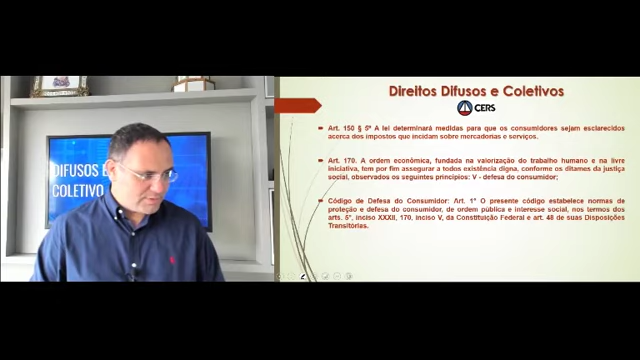 DIFUSOS E
COLETIVO
Direitos Difusos e Coletivos
CERS
Art. 150 § 5º A lei determinará medidas para que os consumidores sejam esclarecidos
acerca dos impostos que incidam sobre mercadorias e serviços.
Art. 170. A ordem econômica, fundada na valorização do trabalho humano e na livre
iniciativa, tem por fim assegurar a todos existência digna, conforme os ditames da justiça
social, observados os seguintes princípios: V - defesa do consumidor;
Código de Defesa do Consumidor: Art. 1° O presente código estabelece normas de
proteção e defesa do consumidor, de ordem pública e interesse social, nos termos dos
arts. 5°, inciso XXXII, 170, inciso V, da Constituição Federal e art. 48 de suas Disposições
Transitórias.